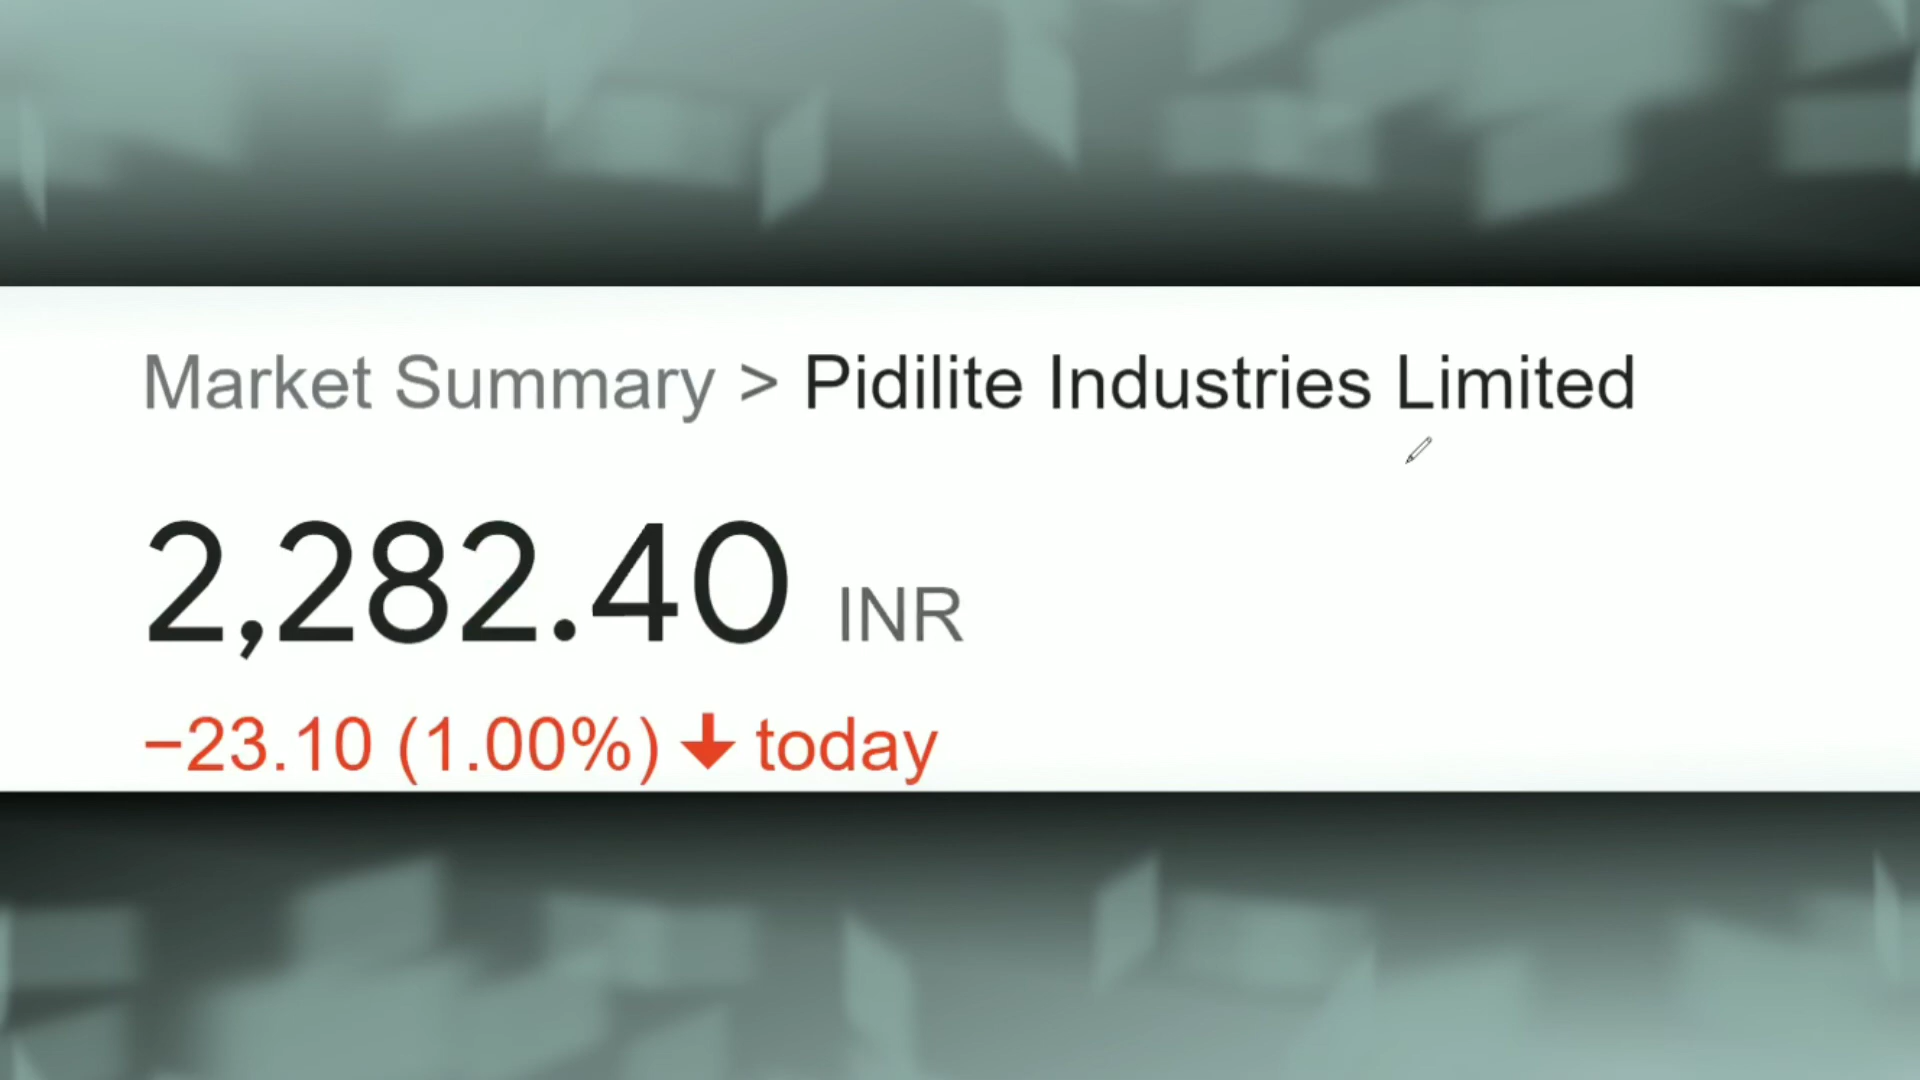 Market Summary > Pidilite Industries Limited
2,282.40 INR
−23.10 (1.00%) ↓ today